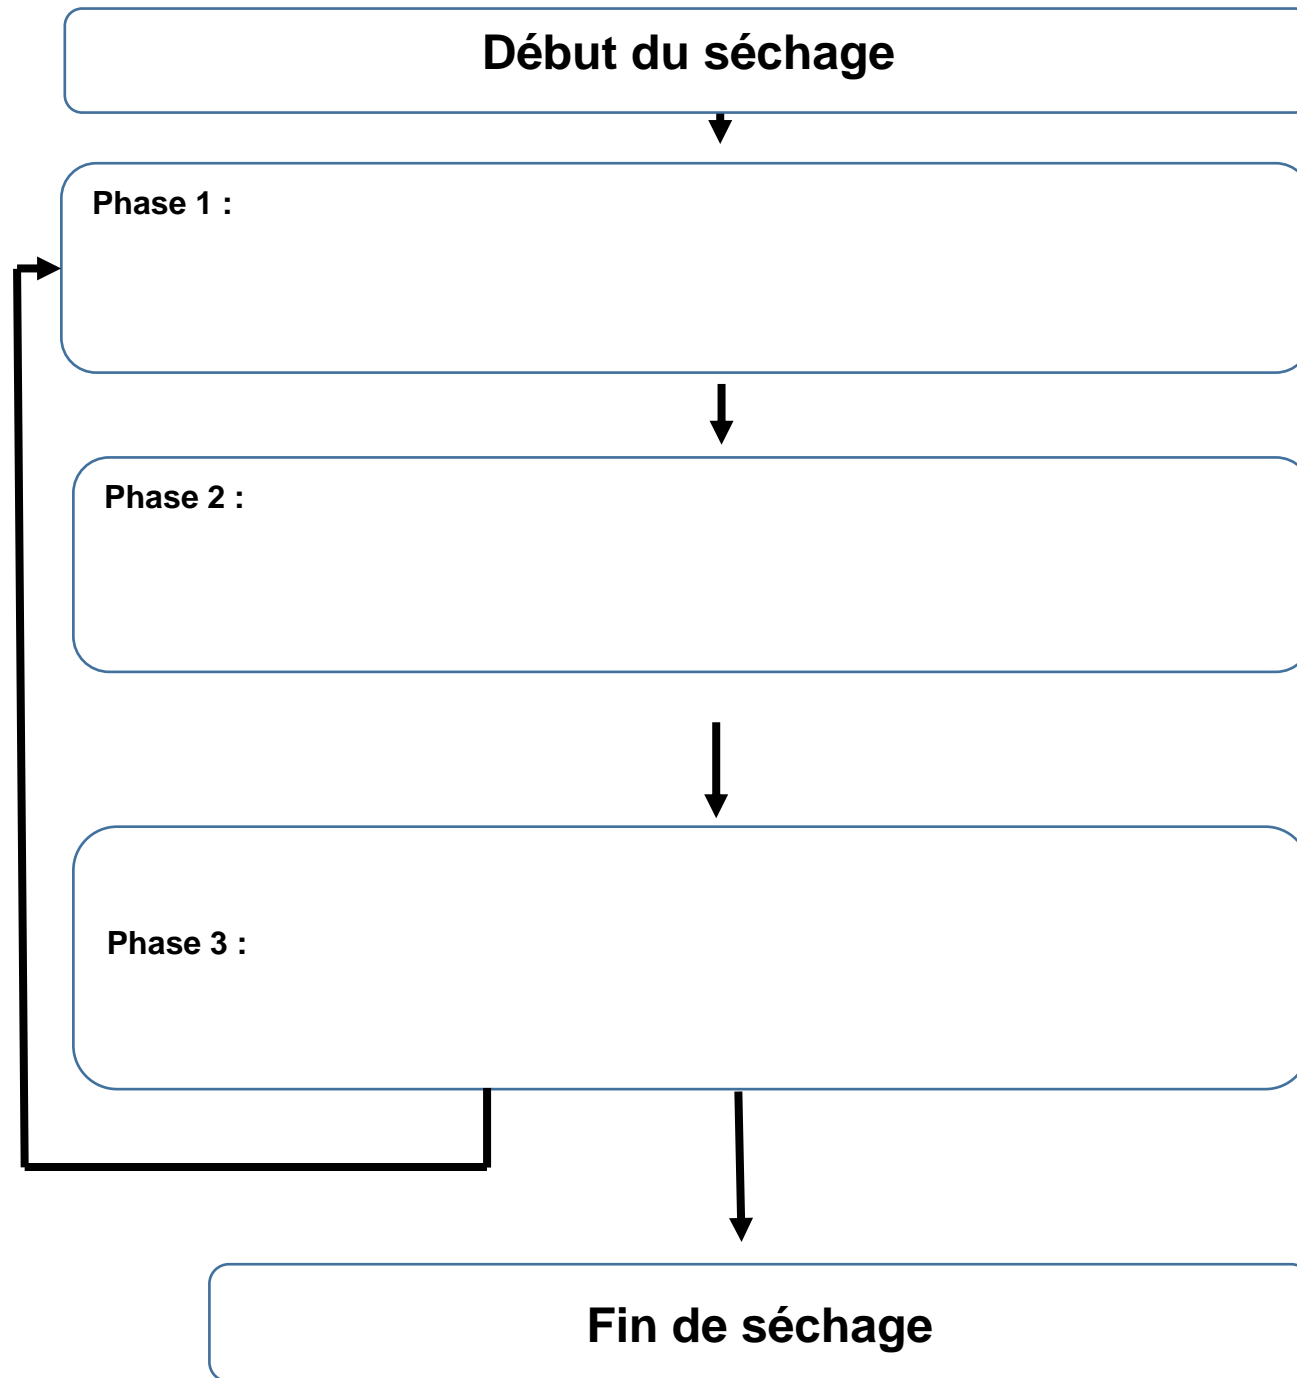 Début du séchage
Phase 1 :
Phase 2 :
Phase 3 :
Fin de séchage